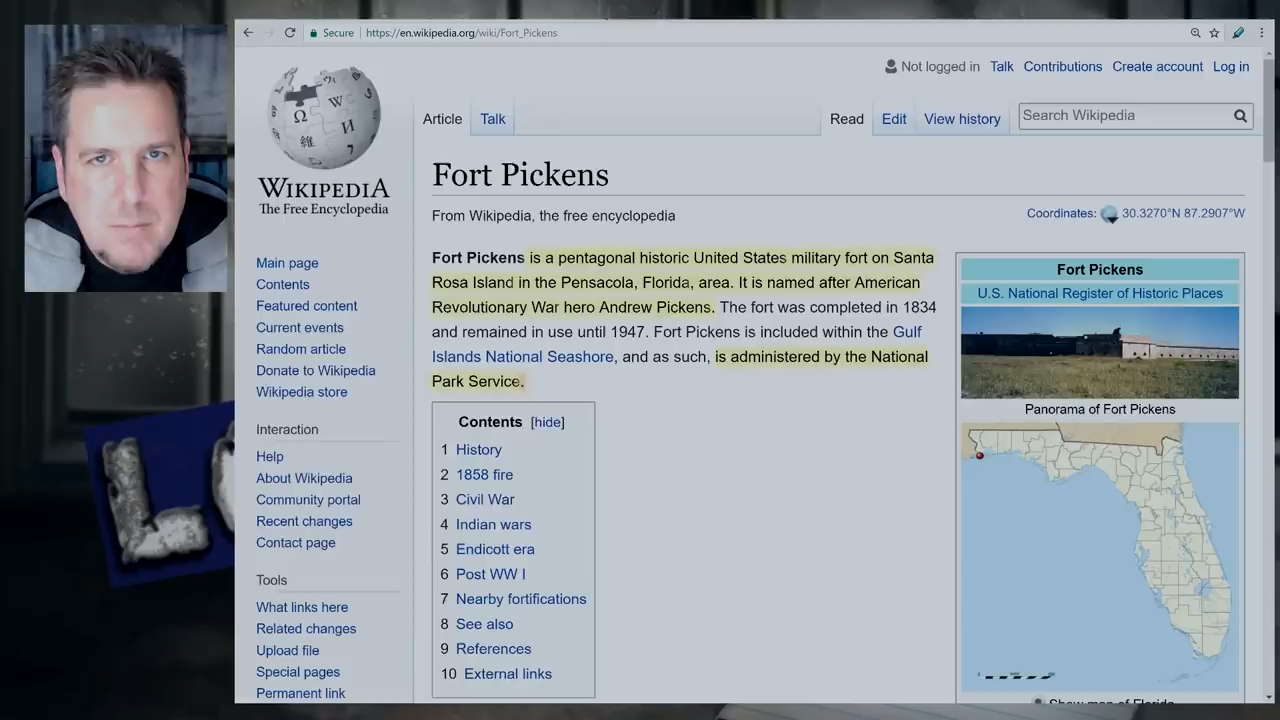 Secure
https://en.wikipedia.org/wiki/Fort_Pickens
Not logged in Talk Contributions Create account Log in
Article Talk
Read Edit View history
Search Wikipedia
WIKIPEDIA
The Free Encyclopedia
Fort Pickens
From Wikipedia, the free encyclopedia
Coordinates: 30.3270°N 87.2907°W
Fort Pickens is a pentagonal historic United States military fort on Santa
Rosa Island in the Pensacola, Florida, area. It is named after American
Revolutionary War hero Andrew Pickens. The fort was completed in 1834
and remained in use until 1947. Fort Pickens is included within the Gulf
Islands National Seashore, and as such, is administered by the National
Park Service.
Contents [hide]
1 History
2 1858 fire
3 Civil War
4 Indian wars
5 Endicott era
6 Post WW I
7 Nearby fortifications
8 See also
9 References
10 External links
Fort Pickens
U.S. National Register of Historic Places
Panorama of Fort Pickens
Show map of Florida
Main page
Contents
Featured content
Current events
Random article
Donate to Wikipedia
Wikipedia store
Interaction
Help
About Wikipedia
Community portal
Recent changes
Contact page
Tools
What links here
Related changes
Upload file
Special pages
Permanent link